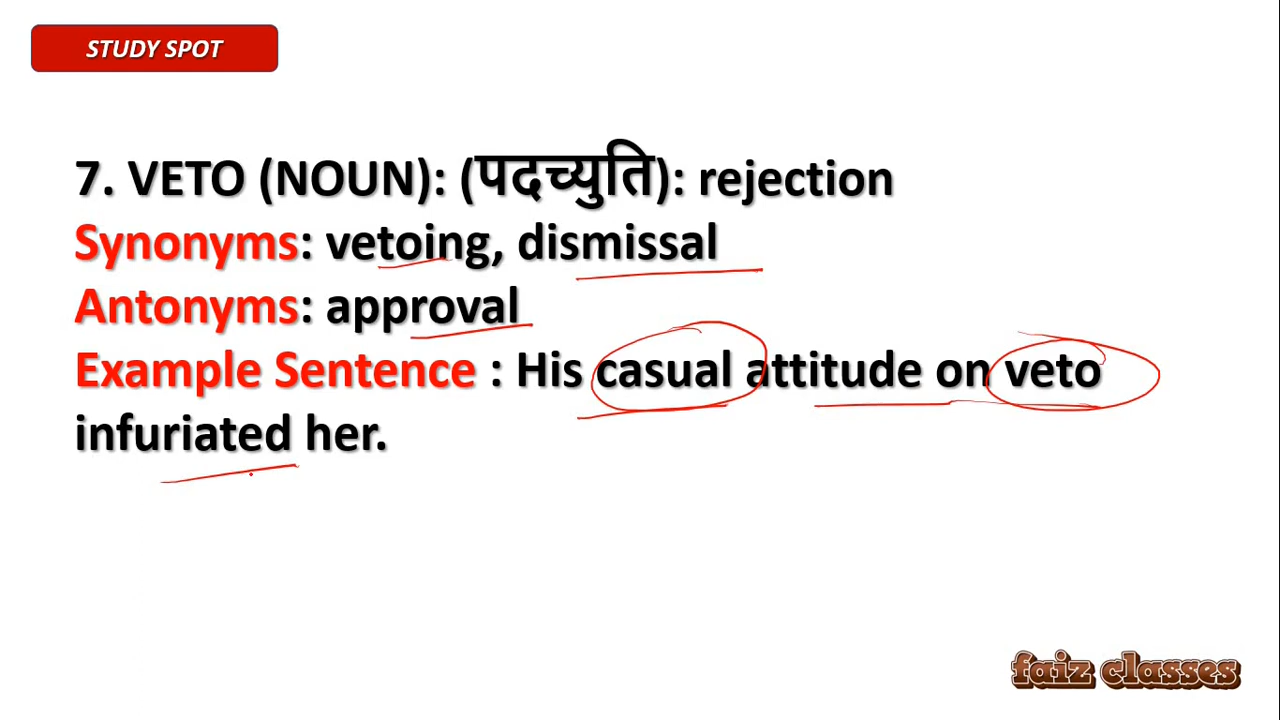 STUDY SPOT
7. VETO (NOUN): (पदच्युति): rejection
Synonyms: vetoing, dismissal
Antonyms: approval
Example Sentence : His casual attitude on veto
infuriated her.
faiz classes